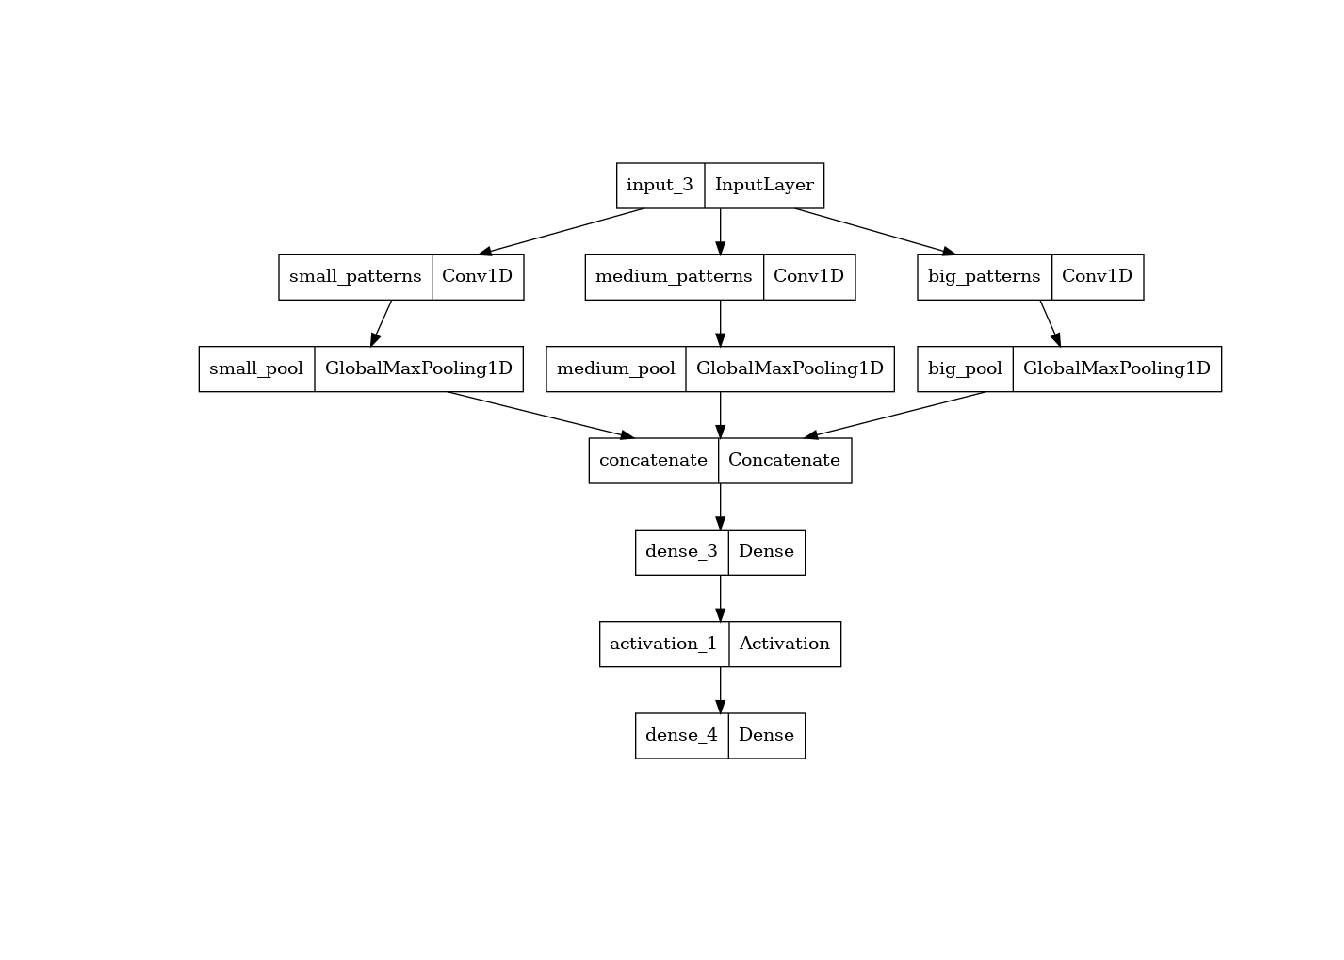 input_3 InputLayer
small_patterns Conv1D medium_patterns Conv1D big_patterns Conv1D
small_pool GlobalMaxPooling1D medium_pool GlobalMaxPooling1D big_pool GlobalMaxPooling1D
concatenate Concatenate
dense_3 Dense
activation_1 Activation
dense_4 Dense